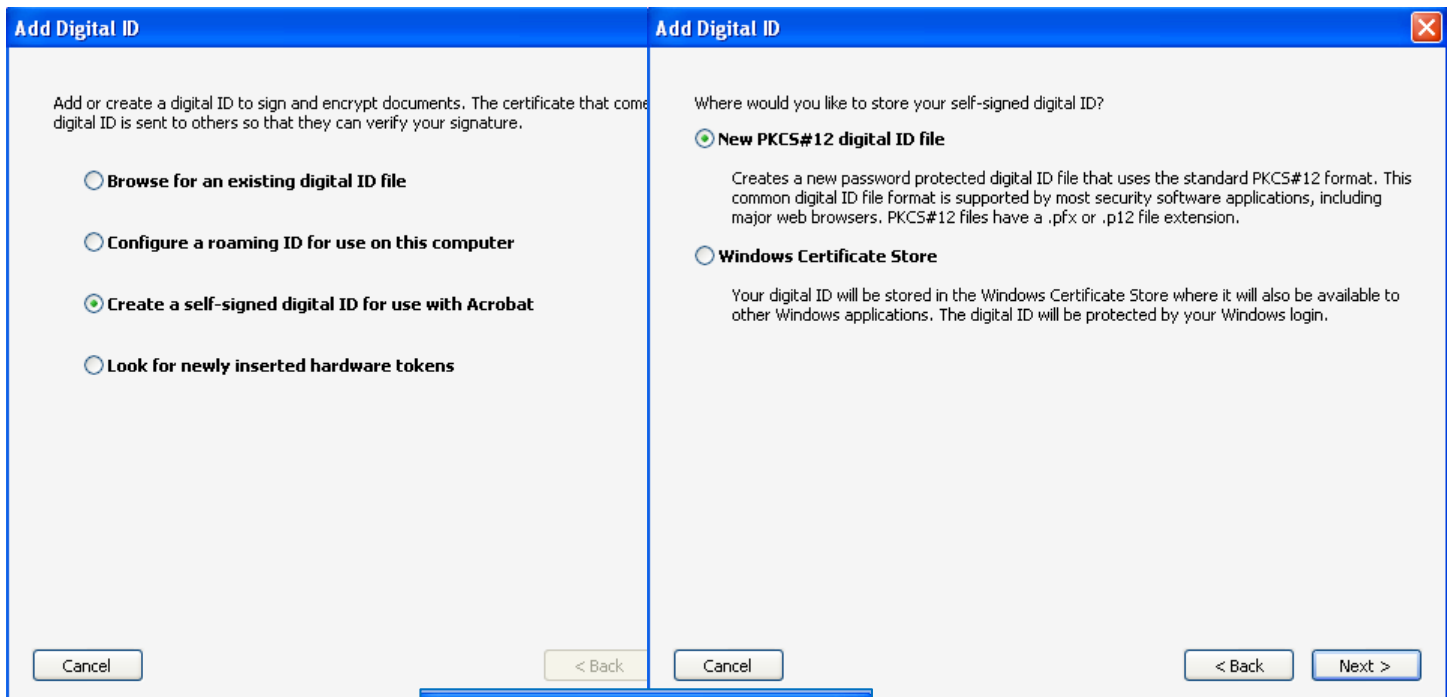 Add Digital ID
Add or create a digital ID to sign and encrypt documents. The certificate that
digital ID is sent to others so that they can verify your signature.
Browse for an existing digital ID file
Configure a roaming ID for use on this computer
Create a self-signed digital ID for use with Acrobat
Look for newly inserted hardware tokens
Cancel
< Back
Add Digital ID
Where would you like to store your self-signed digital ID?
New PKCS#12 digital ID file
Creates a new password protected digital ID file that uses the standard PKCS#12 format. This
common digital ID file format is supported by most security software applications, including
major web browsers. PKCS#12 files have a .pfx or .p12 file extension.
Windows Certificate Store
Your digital ID will be stored in the Windows Certificate Store where it will also be available to
other Windows applications. The digital ID will be protected by your Windows login.
Cancel
< Back
Next >